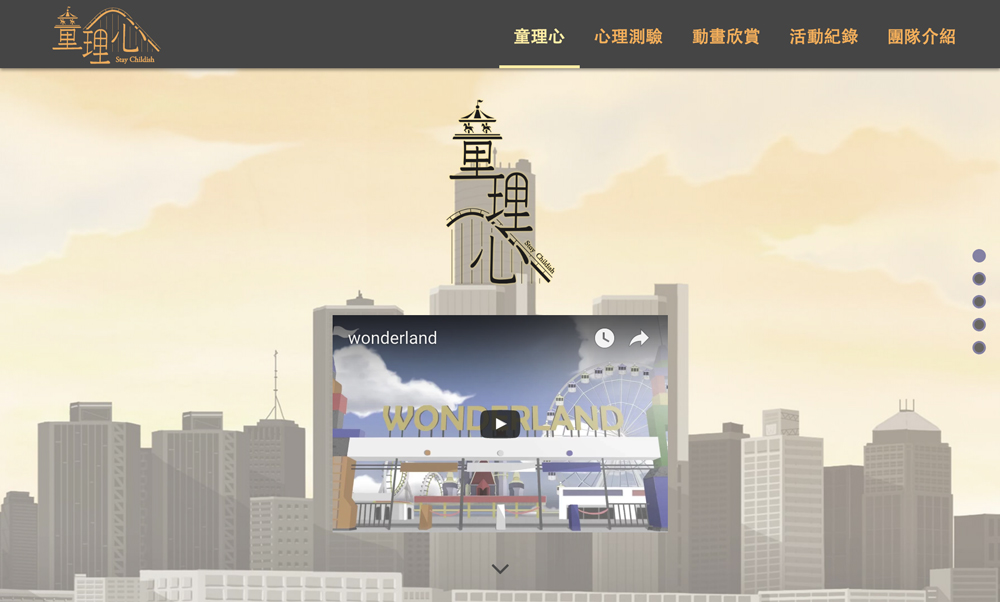 童理心
Stay Childish
童理心
心理測驗
動畫欣賞
活動紀錄
團隊介紹
童理心
Stay Childish
wonderland
WONDERLAND